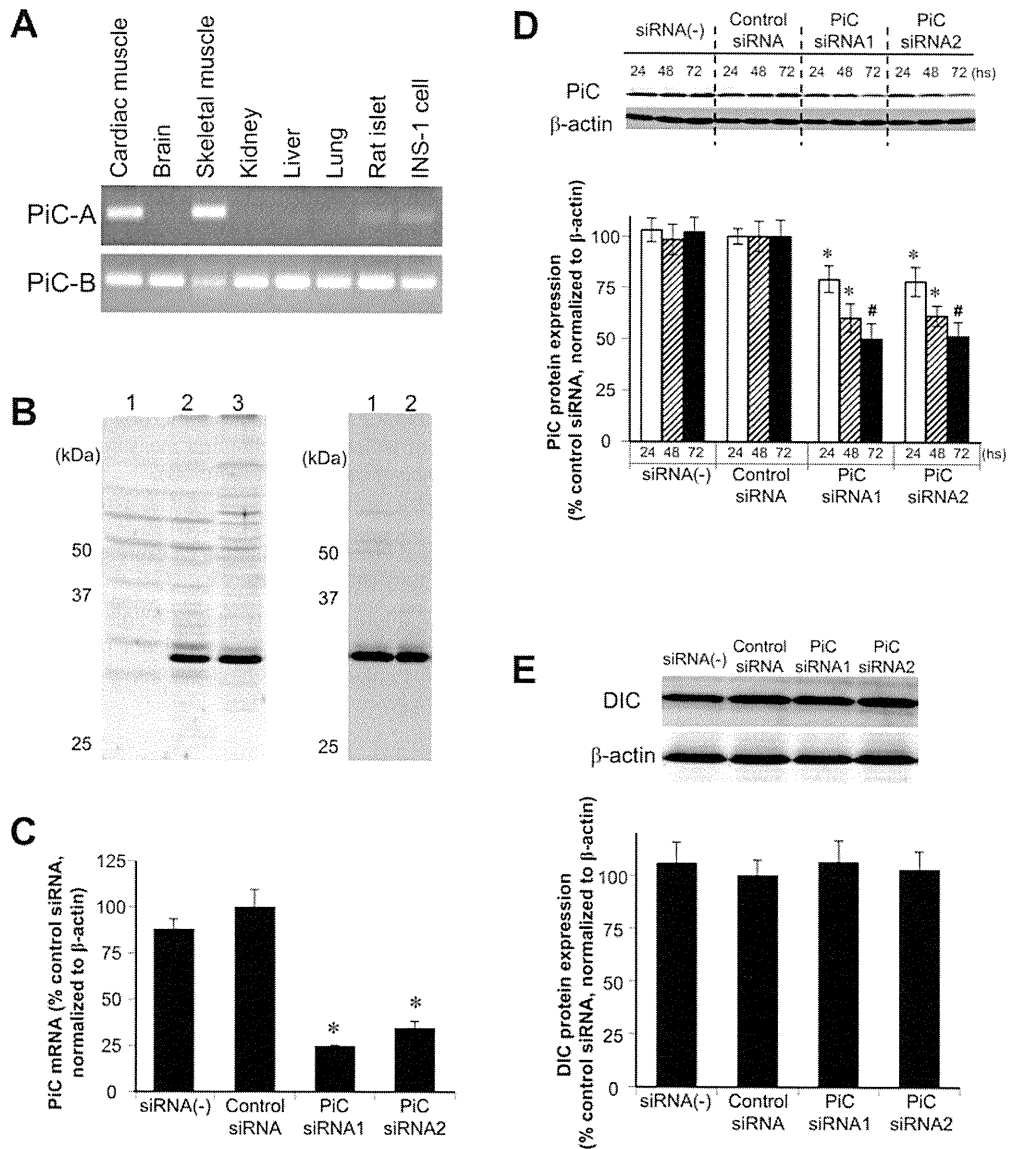 A
Cardiac muscle
Brain
Skeletal muscle
Kidney
Liver
Lung
Rat islet
INS-1 cell
PiC-A
PiC-B
B
1 2 3
(kDa)
50
37
25
1 2
(kDa)
50
37
25
C
PiC mRNA (% control siRNA,
normalized to β-actin)
125
100
75
50
25
0
*
*
siRNA(-)
Control
siRNA
PiC
siRNA1
PiC
siRNA2
D
siRNA(-)
Control
siRNA
PiC
siRNA1
PiC
siRNA2
24 48 72 24 48 72 24 48 72 24 48 72 (hs)
PiC
β-actin
PiC protein expression
(% control siRNA, normalized to β-actin)
100
75
50
25
0
* * #
* * #
24 48 72 24 48 72 24 48 72 24 48 72 (hs)
siRNA(-)
Control
siRNA
PiC
siRNA1
PiC
siRNA2
E
siRNA(-)
Control
siRNA
PiC
siRNA1
PiC
siRNA2
DIC
β-actin
DIC protein expression
(% control siRNA, normalized to β-actin)
100
75
50
25
0
siRNA(-)
Control
siRNA
PiC
siRNA1
PiC
siRNA2